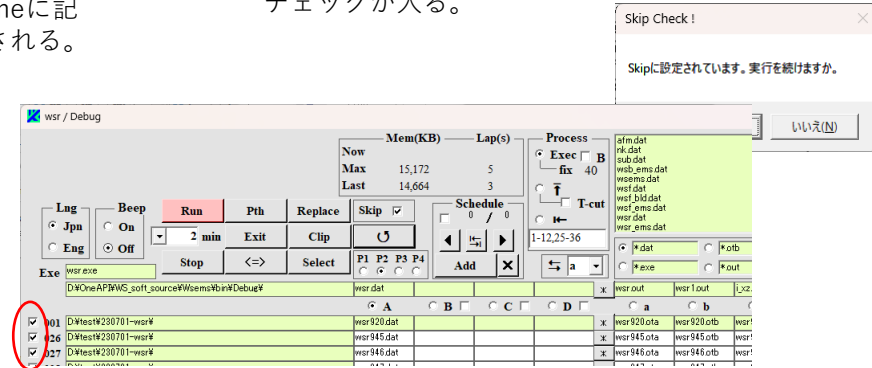 neに記
される。
チェックが入る。
Skip Check !
Skipに設定されています。実行を続けますか。
いいえ(N)
wsr / Debug
Mem(KB) Lap(s)
Now
Max 15,172 5
Last 14,664 3
Process
Exec B
fix 40
T-cut
1-12,25-36
a
afm.dat
nk.dat
sub.dat
wsb_ems.dat
wsems.dat
wsf.dat
wsf_bld.dat
wsf_ems.dat
wsr.dat
wsr_ems.dat
*.dat *.otb
*.exe *.out
Lng Beep
Jpn On
Eng Off
Run Pth Replace Skip
2 min Exit Clip
Stop <=> Select P1 P2 P3 P4
Schedule
0 / 0
Add X
Exe wsr.exe
D:¥OneAPI¥WS_soft_source¥Wsems¥bin¥Debug¥ wsr.dat x wsr.out wsr1.out i_xz.
A B C D a b
001 D:¥test¥230701-wsr¥ wsr920.dat x wsr920.ota wsr920.otb wsr9
026 D:¥test¥230701-wsr¥ wsr945.dat x wsr945.ota wsr945.otb wsr9
027 D:¥test¥230701-wsr¥ wsr946.dat x wsr946.ota wsr946.otb wsr9